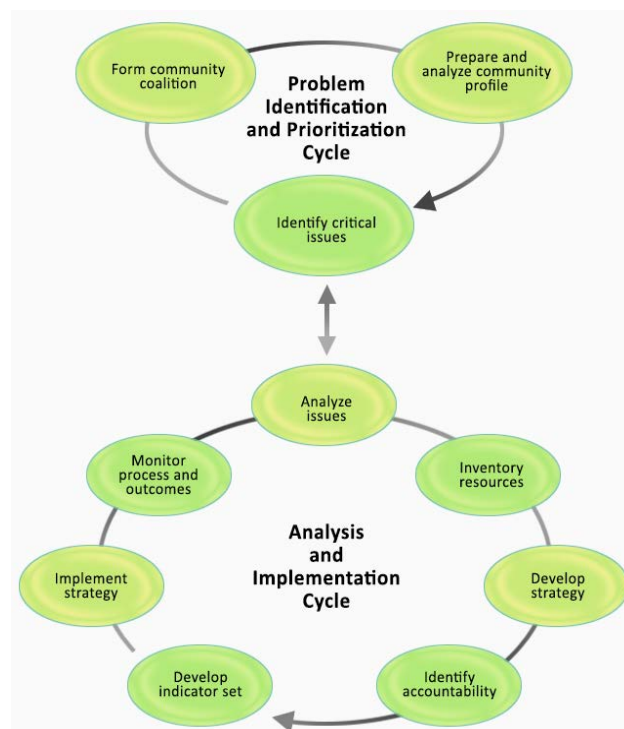 Form community
coalition
Prepare and
analyze community
profile
Problem
Identification
and Prioritization
Cycle
Identify critical
issues
Analyze
issues
Monitor
process and
outcomes
Inventory
resources
Analysis
and
Implementation
Cycle
Implement
strategy
Develop
strategy
Develop
indicator set
Identify
accountability